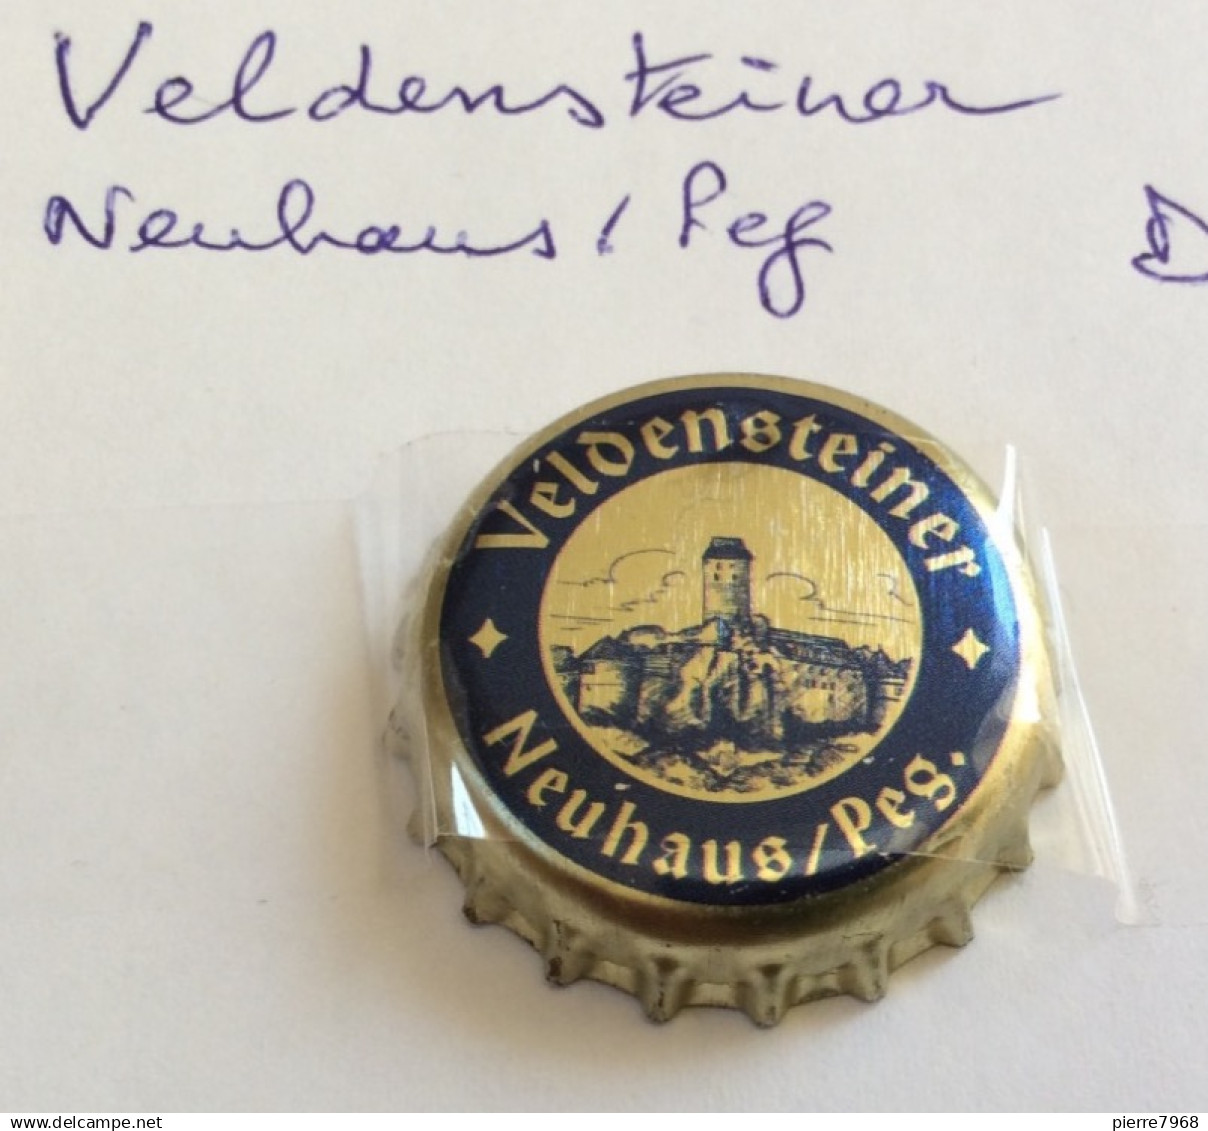 Veldensteiner
Neuhaus / Peg D
Veldensteiner
Neuhaus/Peg.
www.delcampe.net
pierre7968